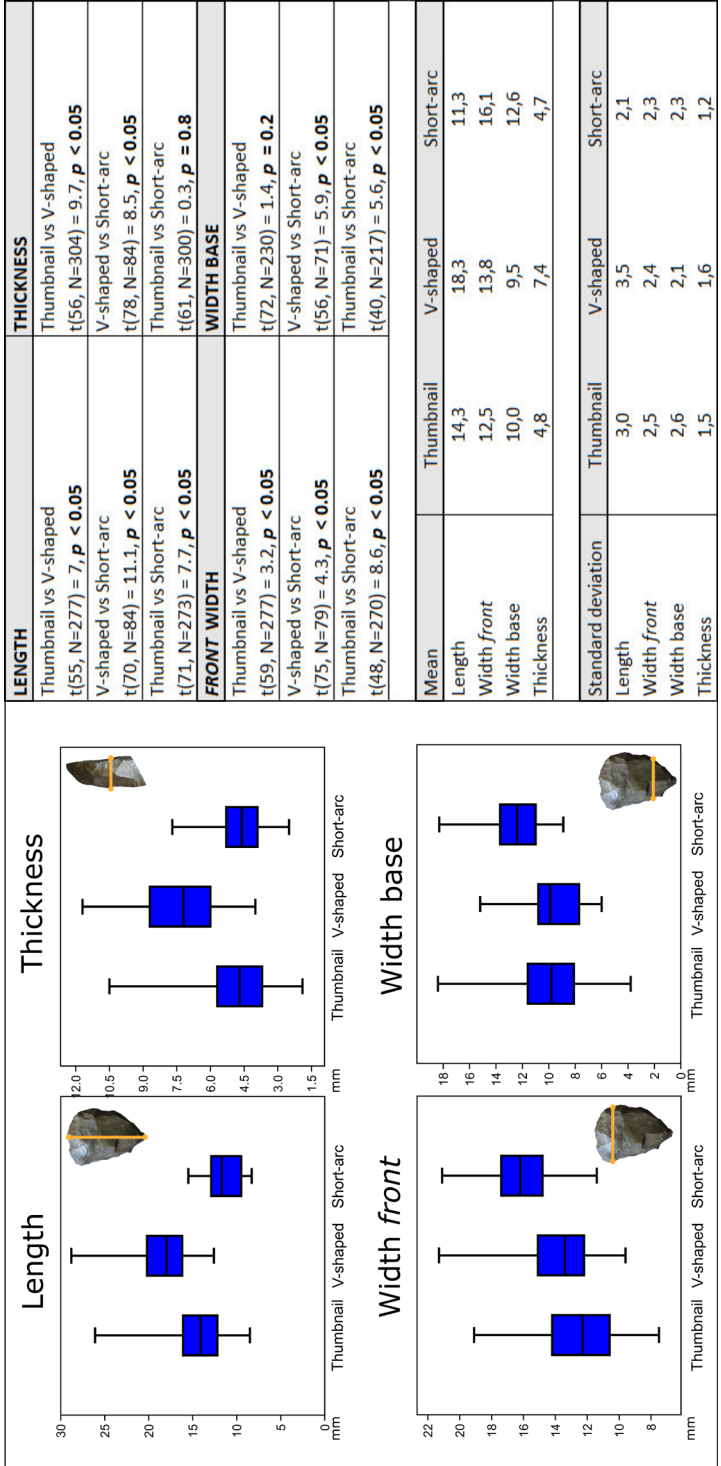 Length
30
25
20
15
10
5
0
mm
Thumbnail V-shaped Short-arc
Thickness
12.0
10.5
9.0
7.5
6.0
4.5
3.0
1.5
mm
Thumbnail V-shaped Short-arc
Width front
22
20
18
16
14
12
10
8
mm
Thumbnail V-shaped Short-arc
Width base
18
16
14
12
10
8
6
4
2
0
mm
Thumbnail V-shaped Short-arc
LENGTH THICKNESS
Thumbnail vs V-shaped Thumbnail vs V-shaped
t(55, N=277) = 7, p < 0.05 t(56, N=304) = 9.7, p < 0.05
V-shaped vs Short-arc V-shaped vs Short-arc
t(70, N=84) = 11.1, p < 0.05 t(78, N=84) = 8.5, p < 0.05
Thumbnail vs Short-arc Thumbnail vs Short-arc
t(71, N=273) = 7.7, p < 0.05 t(61, N=300) = 0.3, p = 0.8
FRONT WIDTH WIDTH BASE
Thumbnail vs V-shaped Thumbnail vs V-shaped
t(59, N=277) = 3.2, p < 0.05 t(72, N=230) = 1.4, p = 0.2
V-shaped vs Short-arc V-shaped vs Short-arc
t(75, N=79) = 4.3, p < 0.05 t(56, N=71) = 5.9, p < 0.05
Thumbnail vs Short-arc Thumbnail vs Short-arc
t(48, N=270) = 8.6, p < 0.05 t(40, N=217) = 5.6, p < 0.05
Mean Thumbnail V-shaped Short-arc
Length 14,3 18,3 11,3
Width front 12,5 13,8 16,1
Width base 10,0 9,5 12,6
Thickness 4,8 7,4 4,7
Standard deviation Thumbnail V-shaped Short-arc
Length 3,0 3,5 2,1
Width front 2,5 2,4 2,3
Width base 2,6 2,1 2,3
Thickness 1,5 1,6 1,2